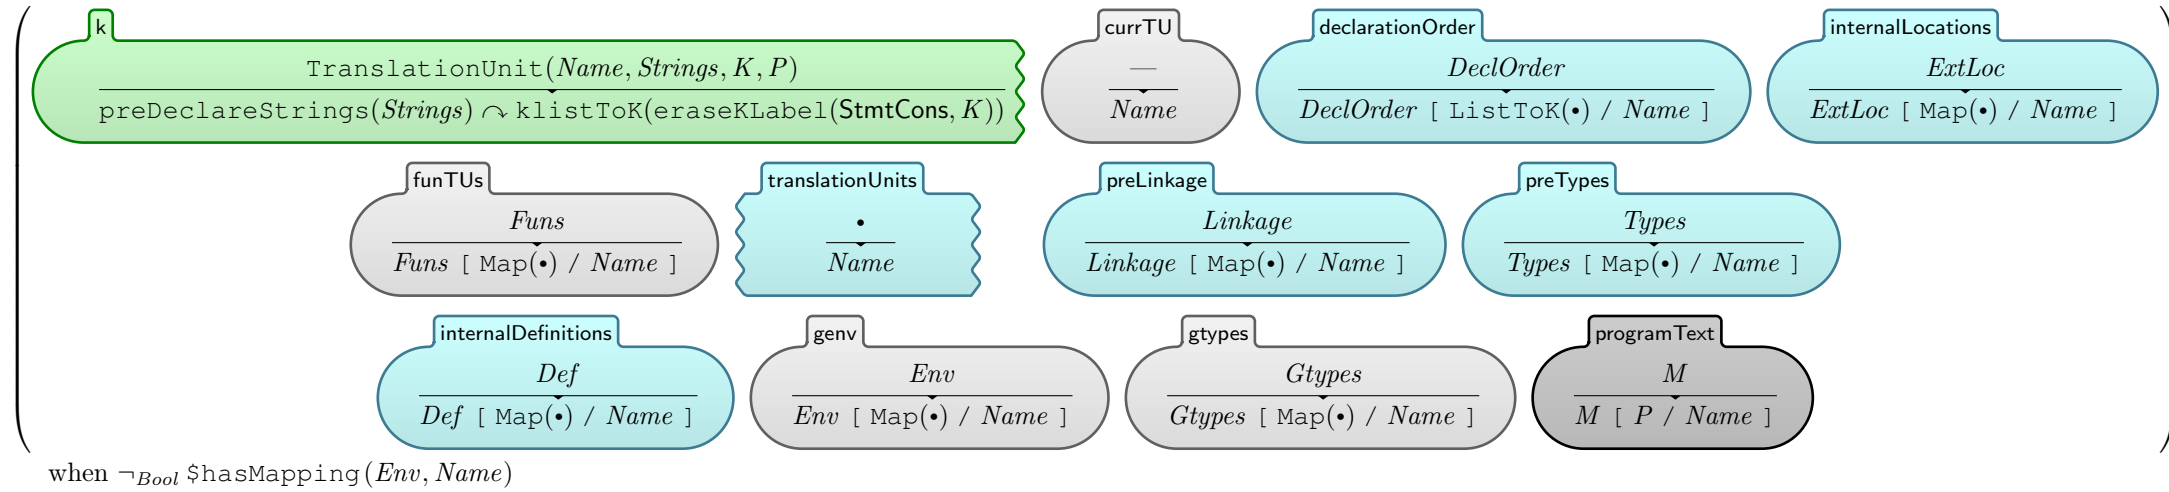 k currTU declarationOrder internalLocations
TranslationUnit(Name, Strings, K, P) — DeclOrder ExtLoc
preDeclareStrings(Strings) ↷ klistToK(eraseKLabel(StmtCons, K)) Name DeclOrder [ ListToK(•) / Name ] ExtLoc [ Map(•) / Name ]
funTUs translationUnits preLinkage preTypes
Funs • Linkage Types
Funs [ Map(•) / Name ] Name Linkage [ Map(•) / Name ] Types [ Map(•) / Name ]
internalDefinitions genv gtypes programText
Def Env Gtypes M
Def [ Map(•) / Name ] Env [ Map(•) / Name ] Gtypes [ Map(•) / Name ] M [ P / Name ]
when ¬Bool $hasMapping(Env, Name)